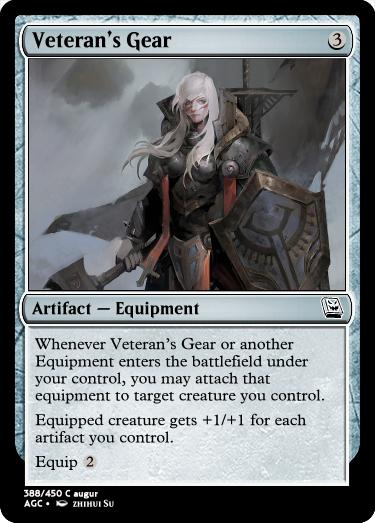 Veteran's Gear 3
Artifact — Equipment
Whenever Veteran's Gear or another
Equipment enters the battlefield under
your control, you may attach that
equipment to target creature you control.
Equipped creature gets +1/+1 for each
artifact you control.
Equip 2
388/450 C augur
AGC • zhihui Su